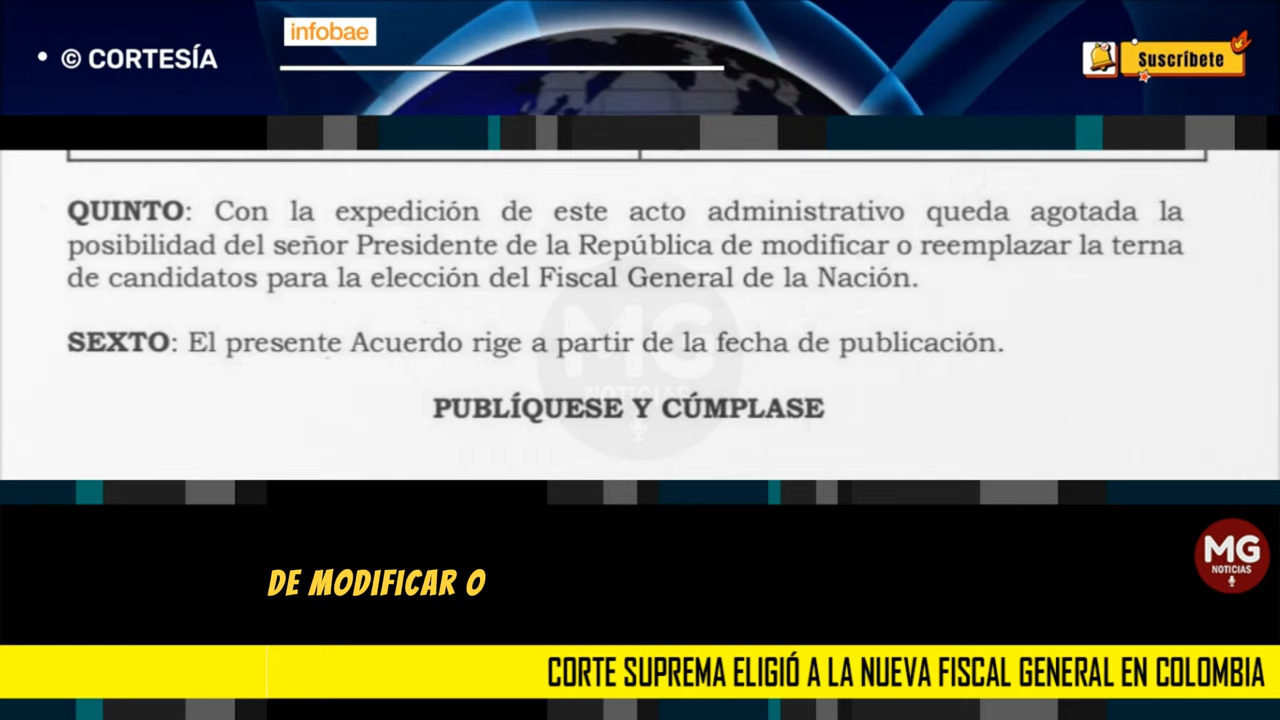 infobae
• © CORTESÍA
Suscríbete
QUINTO: Con la expedición de este acto administrativo queda agotada la
posibilidad del señor Presidente de la República de modificar o reemplazar la terna
de candidatos para la elección del Fiscal General de la Nación.
SEXTO: El presente Acuerdo rige a partir de la fecha de publicación.
MG
NOTICIAS
PUBLÍQUESE Y CÚMPLASE
MG
NOTICIAS
DE MODIFICAR O
CORTE SUPREMA ELIGIÓ A LA NUEVA FISCAL GENERAL EN COLOMBIA